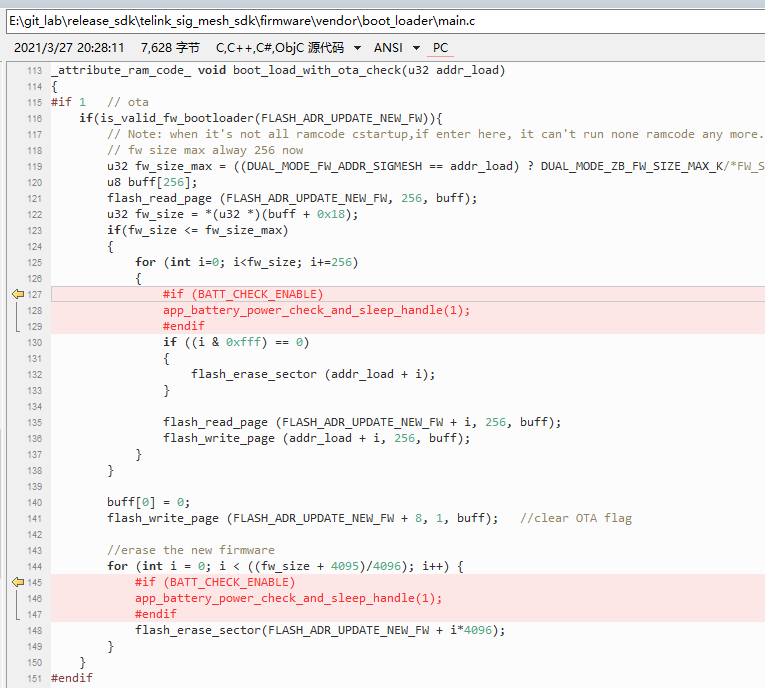 E:\git_lab\release_sdk\telink_sig_mesh_sdk\firmware\vendor\boot_loader\main.c
2021/3/27 20:28:11 7,628 字节 C,C++,C#,ObjC 源代码 ANSI PC
113 _attribute_ram_code_ void boot_load_with_ota_check(u32 addr_load)
114 {
115 #if 1 // ota
116 if(is_valid_fw_bootloader(FLASH_ADR_UPDATE_NEW_FW)){
117 // Note: when it's not all ramcode cstartup,if enter here, it can't run none ramcode any more.
118 // fw size max alway 256 now
119 u32 fw_size_max = ((DUAL_MODE_FW_ADDR_SIGMESH == addr_load) ? DUAL_MODE_ZB_FW_SIZE_MAX_K/*FW_S
120 u8 buff[256];
121 flash_read_page (FLASH_ADR_UPDATE_NEW_FW, 256, buff);
122 u32 fw_size = *(u32 *)(buff + 0x18);
123 if(fw_size <= fw_size_max)
124 {
125 for (int i=0; i<fw_size; i+=256)
126 {
127 #if (BATT_CHECK_ENABLE)
128 app_battery_power_check_and_sleep_handle(1);
129 #endif
130 if ((i & 0xfff) == 0)
131 {
132 flash_erase_sector (addr_load + i);
133 }
134
135 flash_read_page (FLASH_ADR_UPDATE_NEW_FW + i, 256, buff);
136 flash_write_page (addr_load + i, 256, buff);
137 }
138 }
139
140 buff[0] = 0;
141 flash_write_page (FLASH_ADR_UPDATE_NEW_FW + 8, 1, buff); //clear OTA flag
142
143 //erase the new firmware
144 for (int i = 0; i < ((fw_size + 4095)/4096); i++) {
145 #if (BATT_CHECK_ENABLE)
146 app_battery_power_check_and_sleep_handle(1);
147 #endif
148 flash_erase_sector(FLASH_ADR_UPDATE_NEW_FW + i*4096);
149 }
150 }
151 #endif